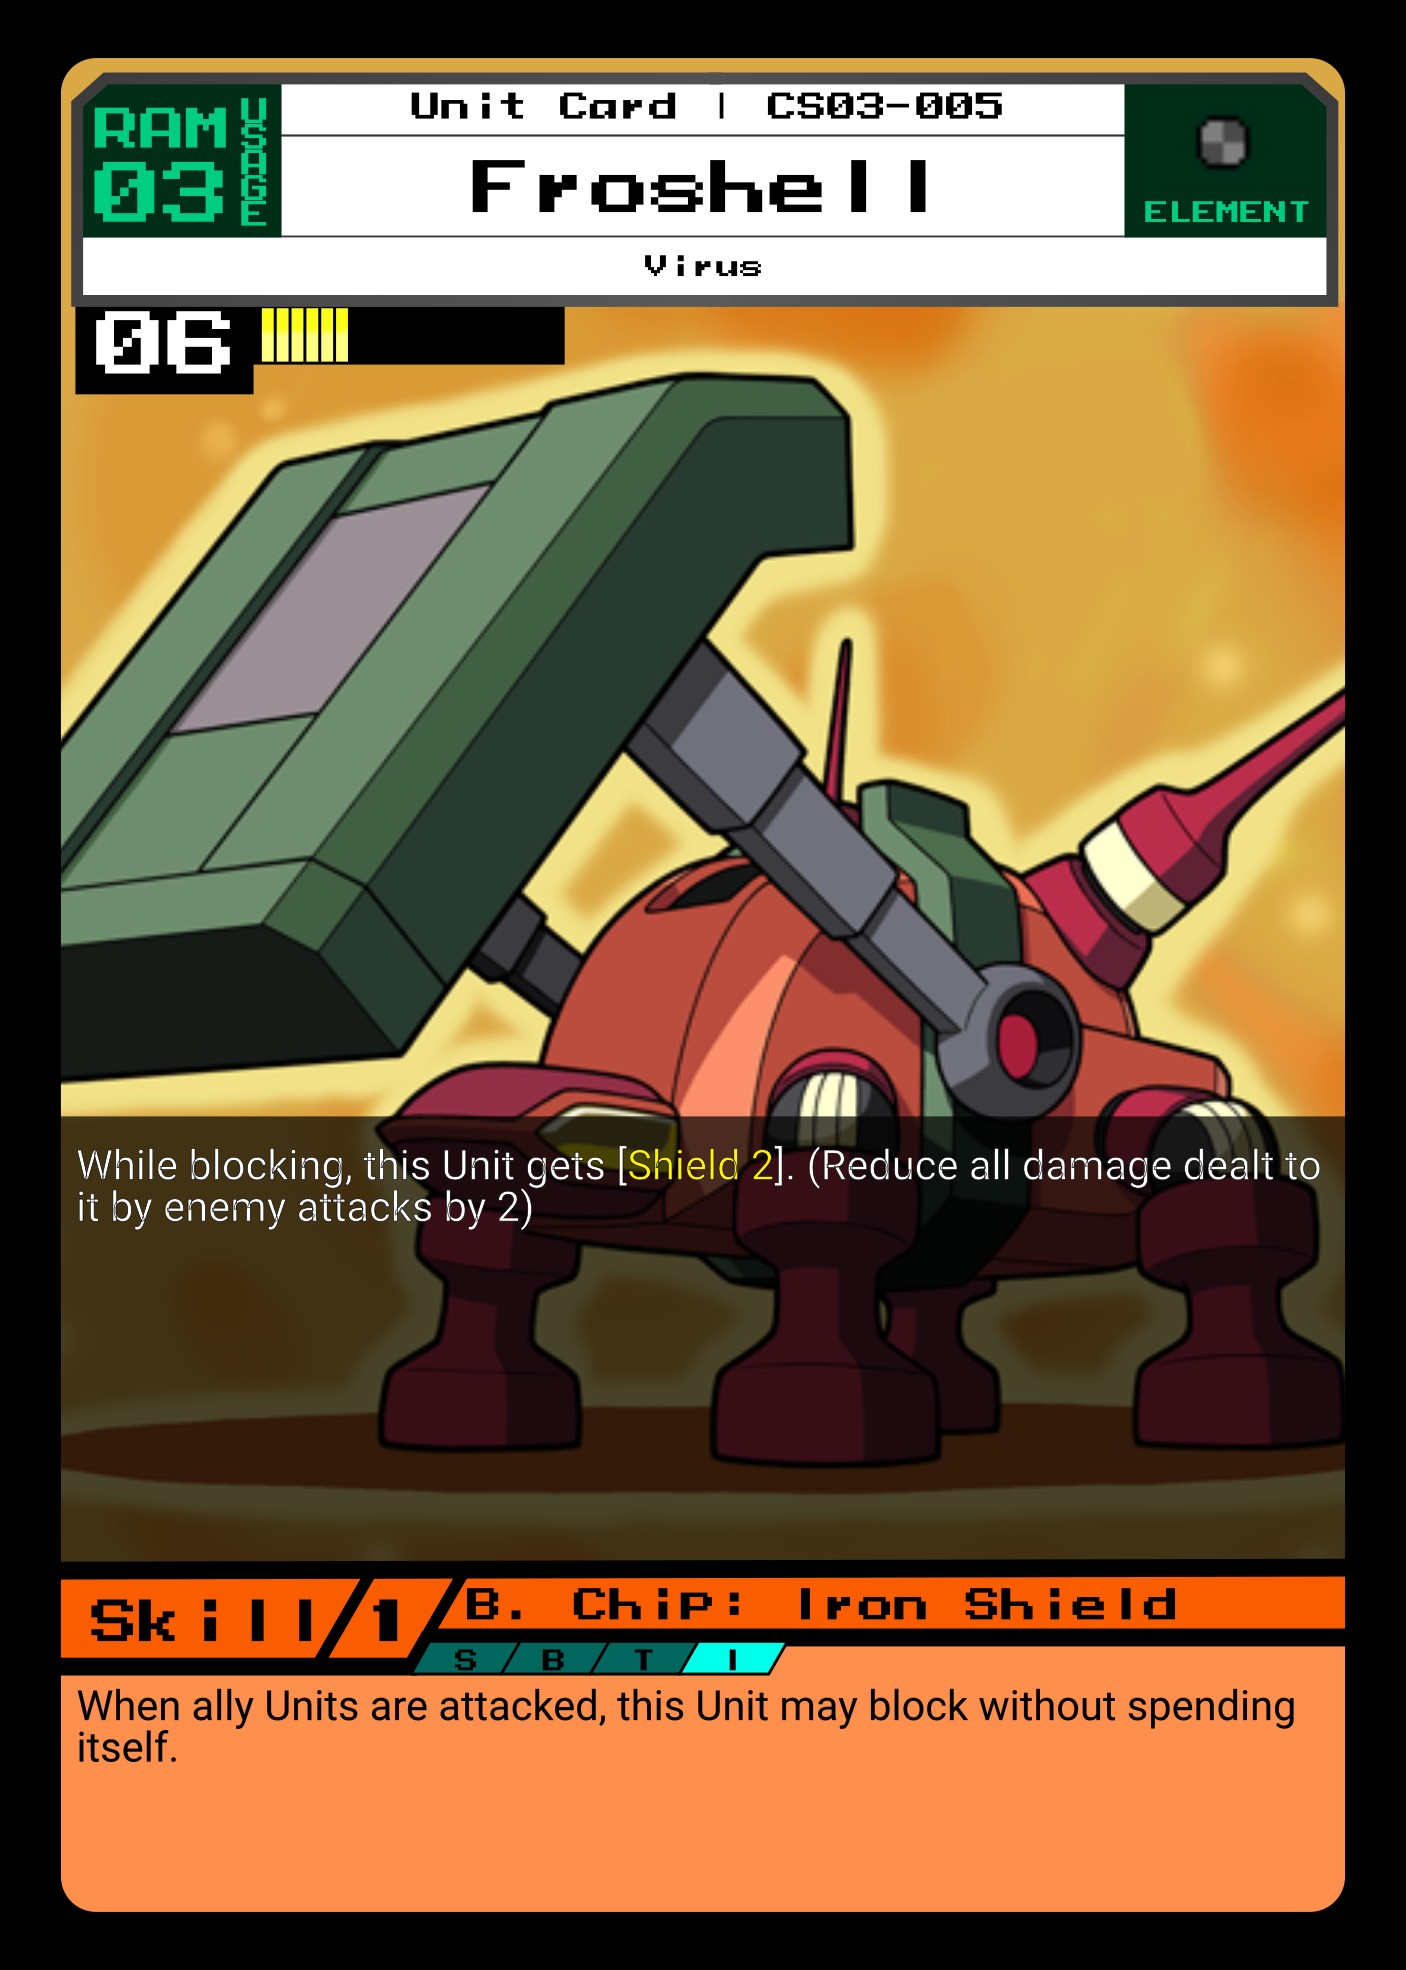 Unit Card | CS03-005
RAM 03 USAGE
Froshell
ELEMENT
Virus
06
While blocking, this Unit gets [Shield 2]. (Reduce all damage dealt to
it by enemy attacks by 2)
Skill/1 B. Chip: Iron Shield
S B T I
When ally Units are attacked, this Unit may block without spending
itself.